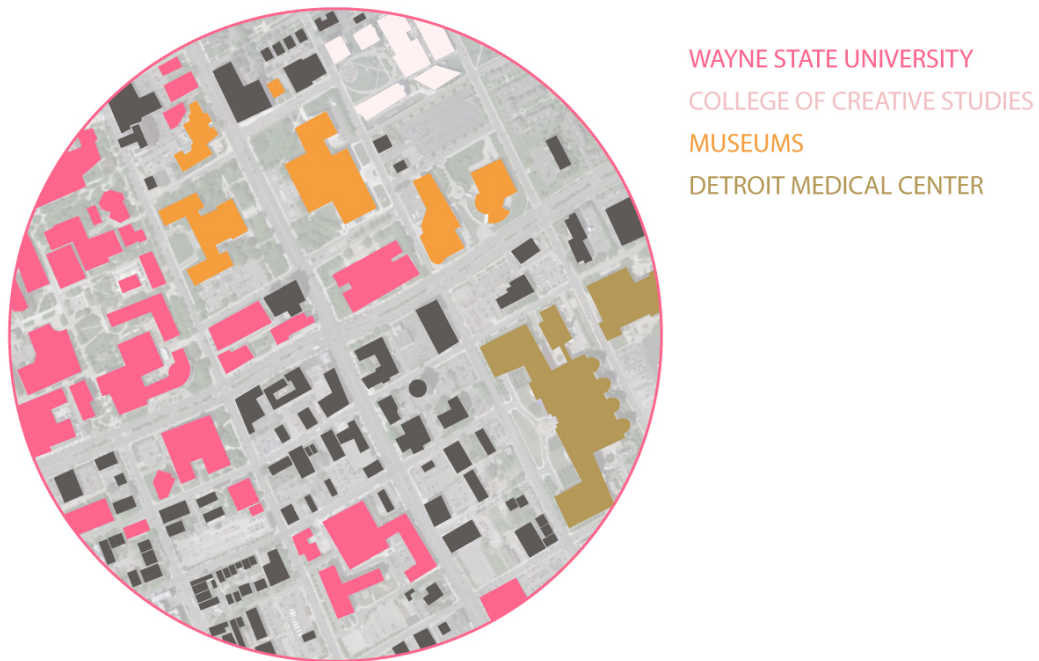 WAYNE STATE UNIVERSITY
COLLEGE OF CREATIVE STUDIES
MUSEUMS
DETROIT MEDICAL CENTER